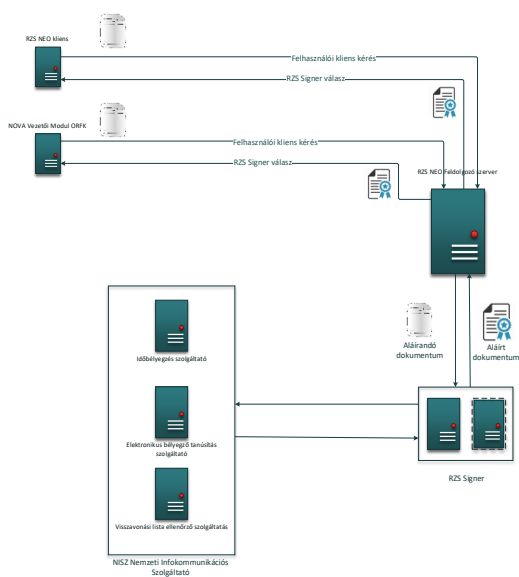 RZS NEO kliens
Felhasználói kliens kérés
RZS Signer válasz
NOVA Vezetői Modul ORFK
Felhasználói kliens kérés
RZS Signer válasz
RZS NEO Feldolgozó szerver
Aláirandó
dokumentum
Aláírt
dokumentum
Időbélyegzés szolgáltató
Elektronikus bélyegző tanúsítás
szolgáltató
Visszavonási lista ellenőrző szolgáltatás
RZS Signer
NISZ Nemzeti Infokommunikációs
Szolgáltató